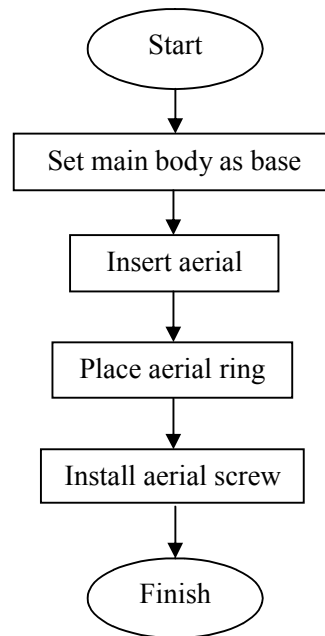 Start
Set main body as base
Insert aerial
Place aerial ring
Install aerial screw
Finish